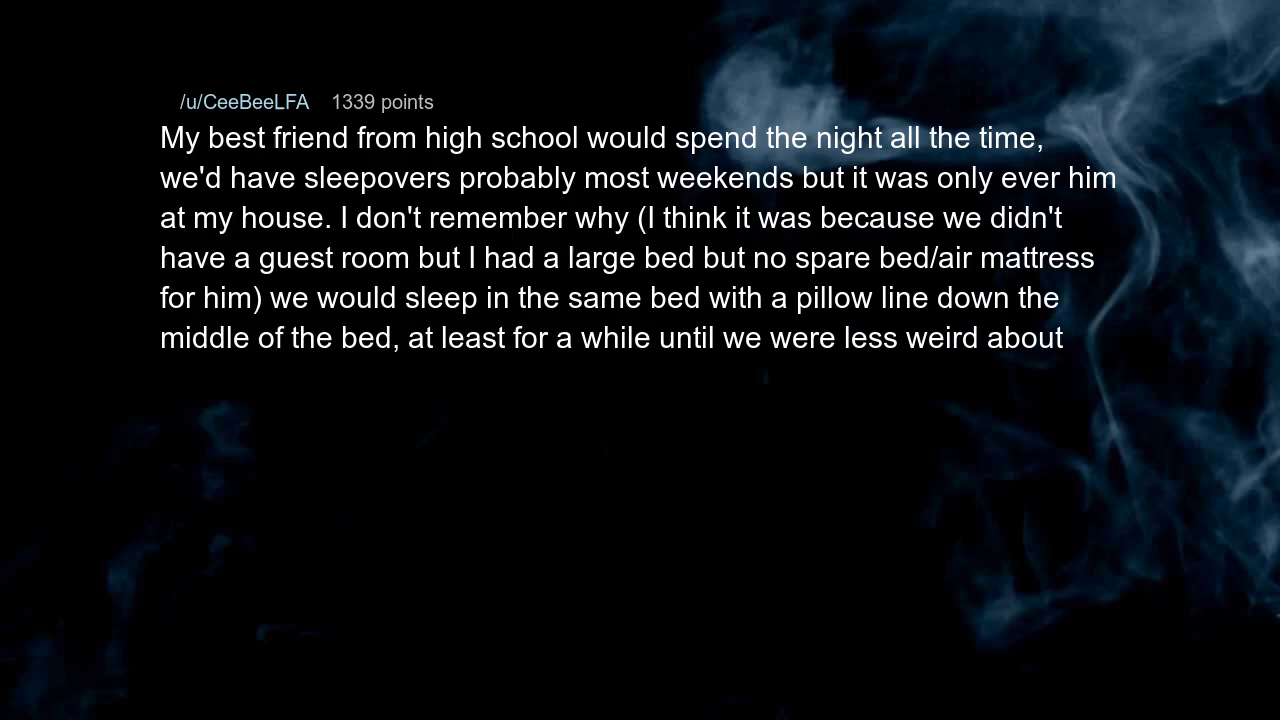 /u/CeeBeeLFA 1339 points
My best friend from high school would spend the night all the time,
we'd have sleepovers probably most weekends but it was only ever him
at my house. I don't remember why (I think it was because we didn't
have a guest room but I had a large bed but no spare bed/air mattress
for him) we would sleep in the same bed with a pillow line down the
middle of the bed, at least for a while until we were less weird about